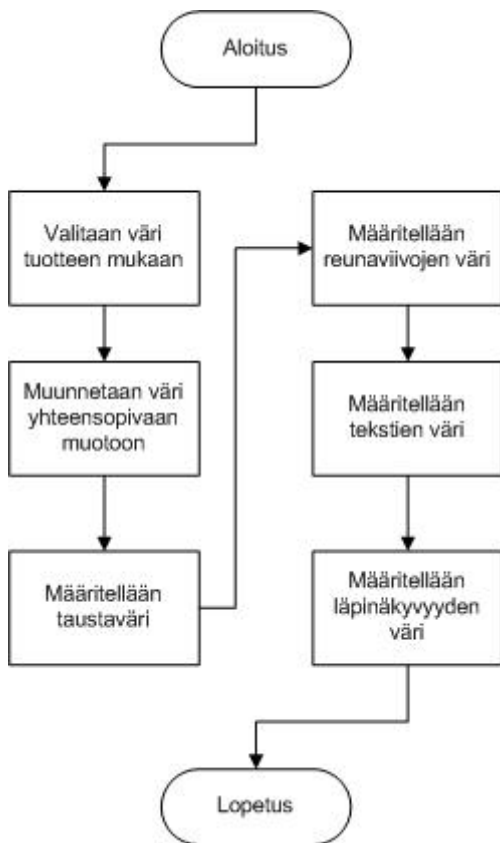 Aloitus
Valitaan väri
tuotteen mukaan
Muunnetaan väri
yhteensopivaan
muotoon
Määritellään
taustaväri
Määritellään
reunaviivojen väri
Määritellään
tekstien väri
Määritellään
läpinäkyvyyden
väri
Lopetus